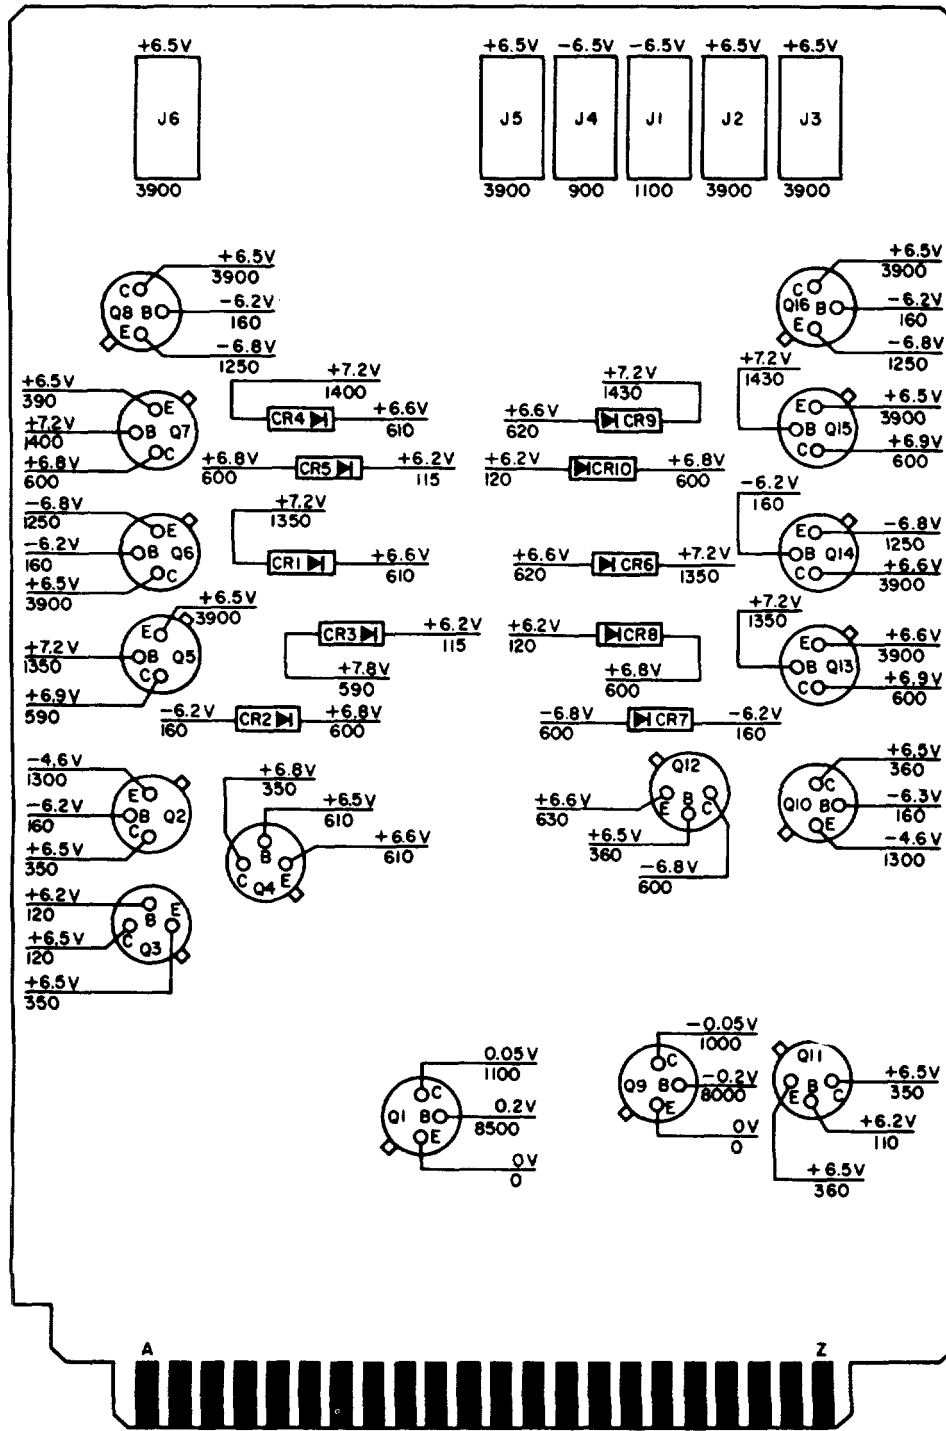 +6.5V +6.5V -6.5V -6.5V +6.5V +6.5V
J6 J5 J4 J1 J2 J3
3900 3900 900 1100 3900 3900
+6.5V
3900
C
Q8 B
-6.2V
160
E
-6.8V
1250
+6.5V
3900
C
Q16 B
-6.2V
160
E
-6.8V
1250
+6.5V
390
E
+7.2V
1400
B Q7
+6.8V
600
C
+7.2V
1400
CR4
+6.6V
610
+7.2V
1430
+6.6V
620
CR9
+7.2V
1430
E
+6.5V
3900
B Q15
C
+6.9V
600
+6.8V
600
CR5
+6.2V
115
+6.2V
120
CR10
+6.8V
600
-6.8V
1250
E
-6.2V
160
B Q6
+6.5V
3900
C
+7.2V
1350
CR1
+6.6V
610
+6.6V
620
CR6
+7.2V
1350
-6.2V
160
E
-6.8V
1250
B Q14
C
+6.6V
3900
+6.5V
3900
E
+7.2V
1350
B Q5
+6.9V
590
C
CR3
+6.2V
115
+7.8V
590
+6.2V
120
CR8
+6.8V
600
+7.2V
1350
E
+6.6V
3900
B Q13
C
+6.9V
600
-6.2V
160
CR2
+6.8V
600
-6.8V
600
CR7
-6.2V
160
-4.6V
1300
E
-6.2V
160
B Q2
+6.5V
350
C
+6.8V
350
+6.5V
610
+6.6V
610
B
C E
Q4
Q12
+6.6V
630
E B C
+6.5V
360
-6.8V
600
+6.5V
360
C
Q10 B
-6.3V
160
E
-4.6V
1300
+6.2V
120
B E
+6.5V
120
C Q3
+6.5V
350
0.05V
1100
C
Q1 B
0.2V
8500
E
0V
0
-0.05V
1000
C
Q9 B
-0.2V
8000
E
0V
0
Q11
E B C
+6.5V
350
+6.2V
110
+6.5V
360
A Z